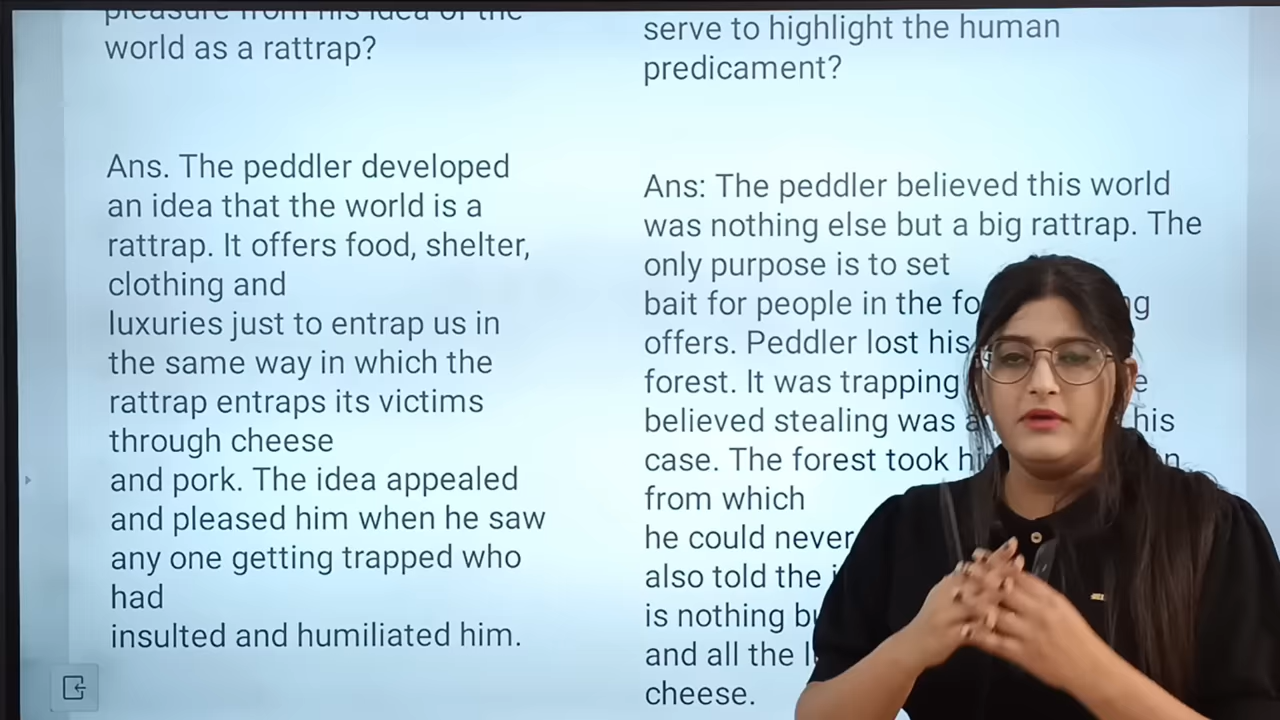 pleasure from his idea of the
world as a rattrap?
Ans. The peddler developed
an idea that the world is a
rattrap. It offers food, shelter,
clothing and
luxuries just to entrap us in
the same way in which the
rattrap entraps its victims
through cheese
and pork. The idea appealed
and pleased him when he saw
any one getting trapped who
had
insulted and humiliated him.
serve to highlight the human
predicament?
Ans: The peddler believed this world
was nothing else but a big rattrap. The
only purpose is to set
bait for people in the
offers. Peddler lost his
forest. It was trapping
believed stealing was his
case. The forest took
from which
he could never
also told the
is nothing
and all the
cheese.